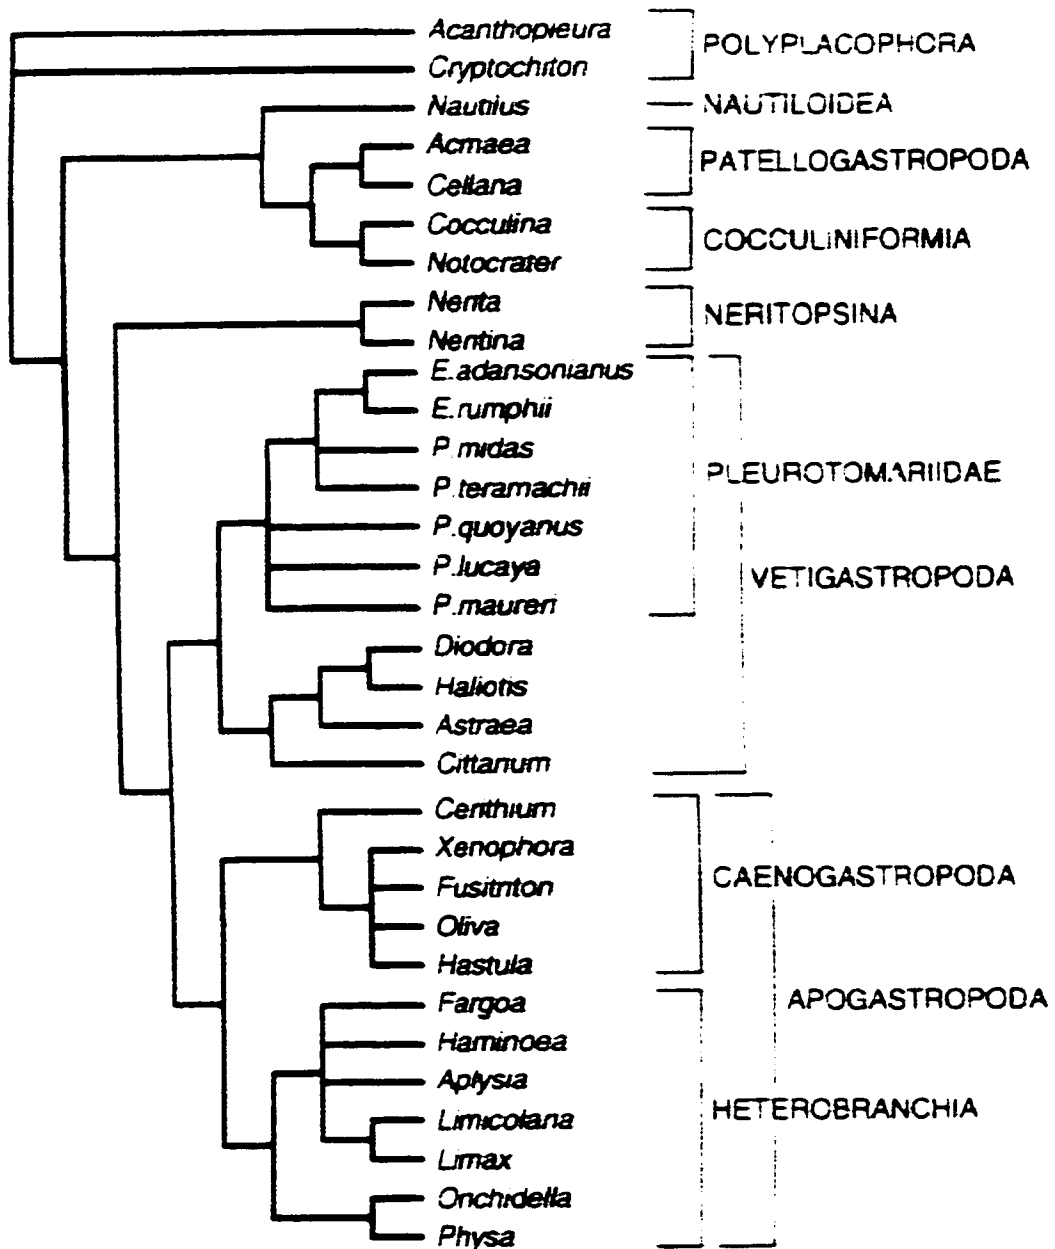 Acanthopleura
Cryptochiton
POLYPLACOPHORA
Nautilus
NAUTILOIDEA
Acmaea
Cellana
PATELLOGASTROPODA
Cocculina
Notocrater
COCCULINIFORMIA
Nerita
Neritina
NERITOPSINA
E.adansonianus
E.rumphii
P.midas
P.teramachii
P.quoyanus
P.lucaya
P.maureri
PLEUROTOMARIIDAE
Diodora
Haliotis
Astraea
Cittarium
VETIGASTROPODA
Cerithium
Xenophora
Fusitriton
Oliva
Hastula
CAENOGASTROPODA
Fargoa
Haminoea
Aplysia
Limicolaria
Limax
Onchidella
Physa
HETEROBRANCHIA
APOGASTROPODA